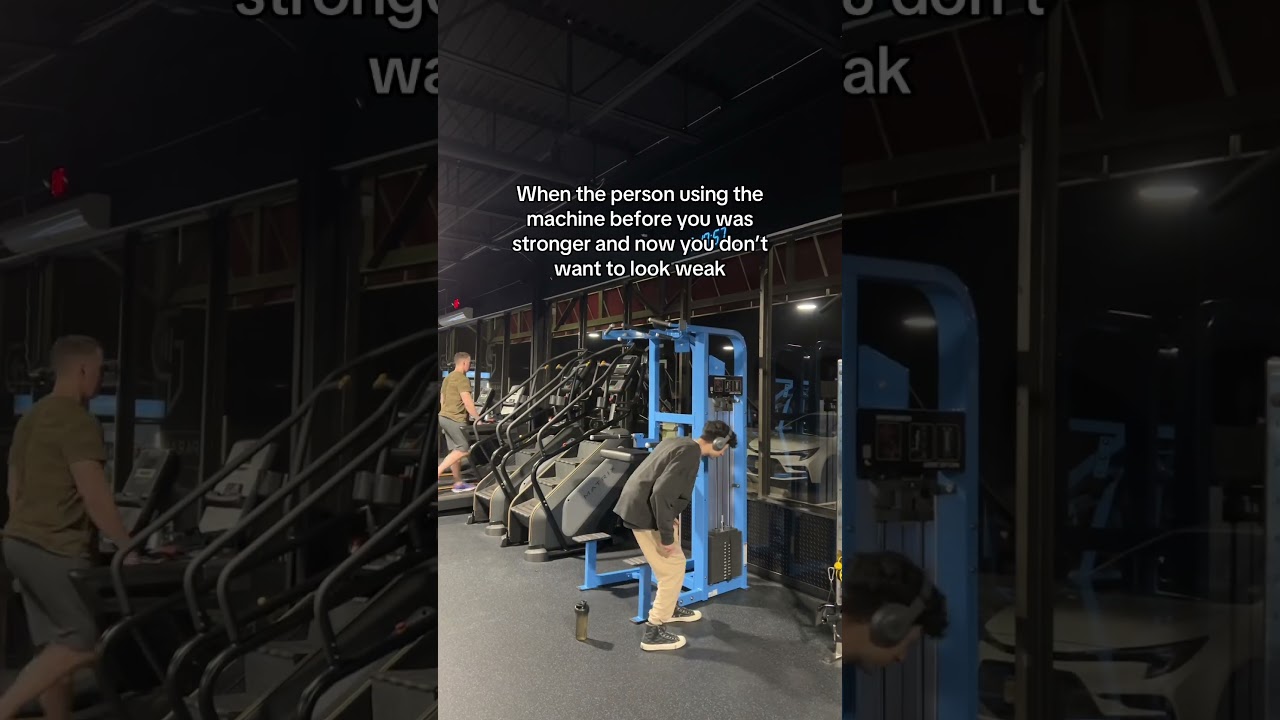 When the person using the
machine before you was
stronger and now you don't
want to look weak